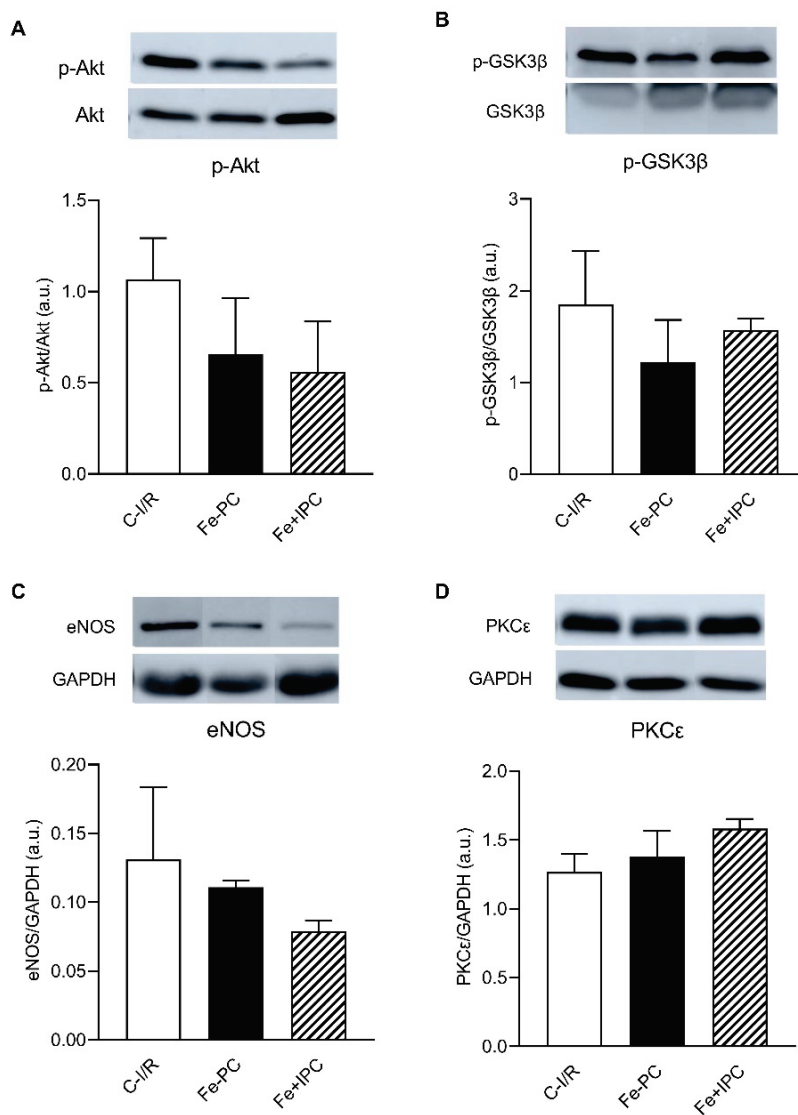 A
p-Akt
Akt
p-Akt
p-Akt/Akt (a.u.)
1.5
1.0
0.5
0.0
C-I/R
Fe-PC
Fe+IPC
B
p-GSK3β
GSK3β
p-GSK3β
p-GSK3β/GSK3β (a.u.)
3
2
1
0
C-I/R
Fe-PC
Fe+IPC
C
eNOS
GAPDH
eNOS
eNOS/GAPDH (a.u.)
0.20
0.15
0.10
0.05
0.00
C-I/R
Fe-PC
Fe+IPC
D
PKCε
GAPDH
PKCε
PKCε/GAPDH (a.u.)
2.0
1.5
1.0
0.5
0.0
C-I/R
Fe-PC
Fe+IPC